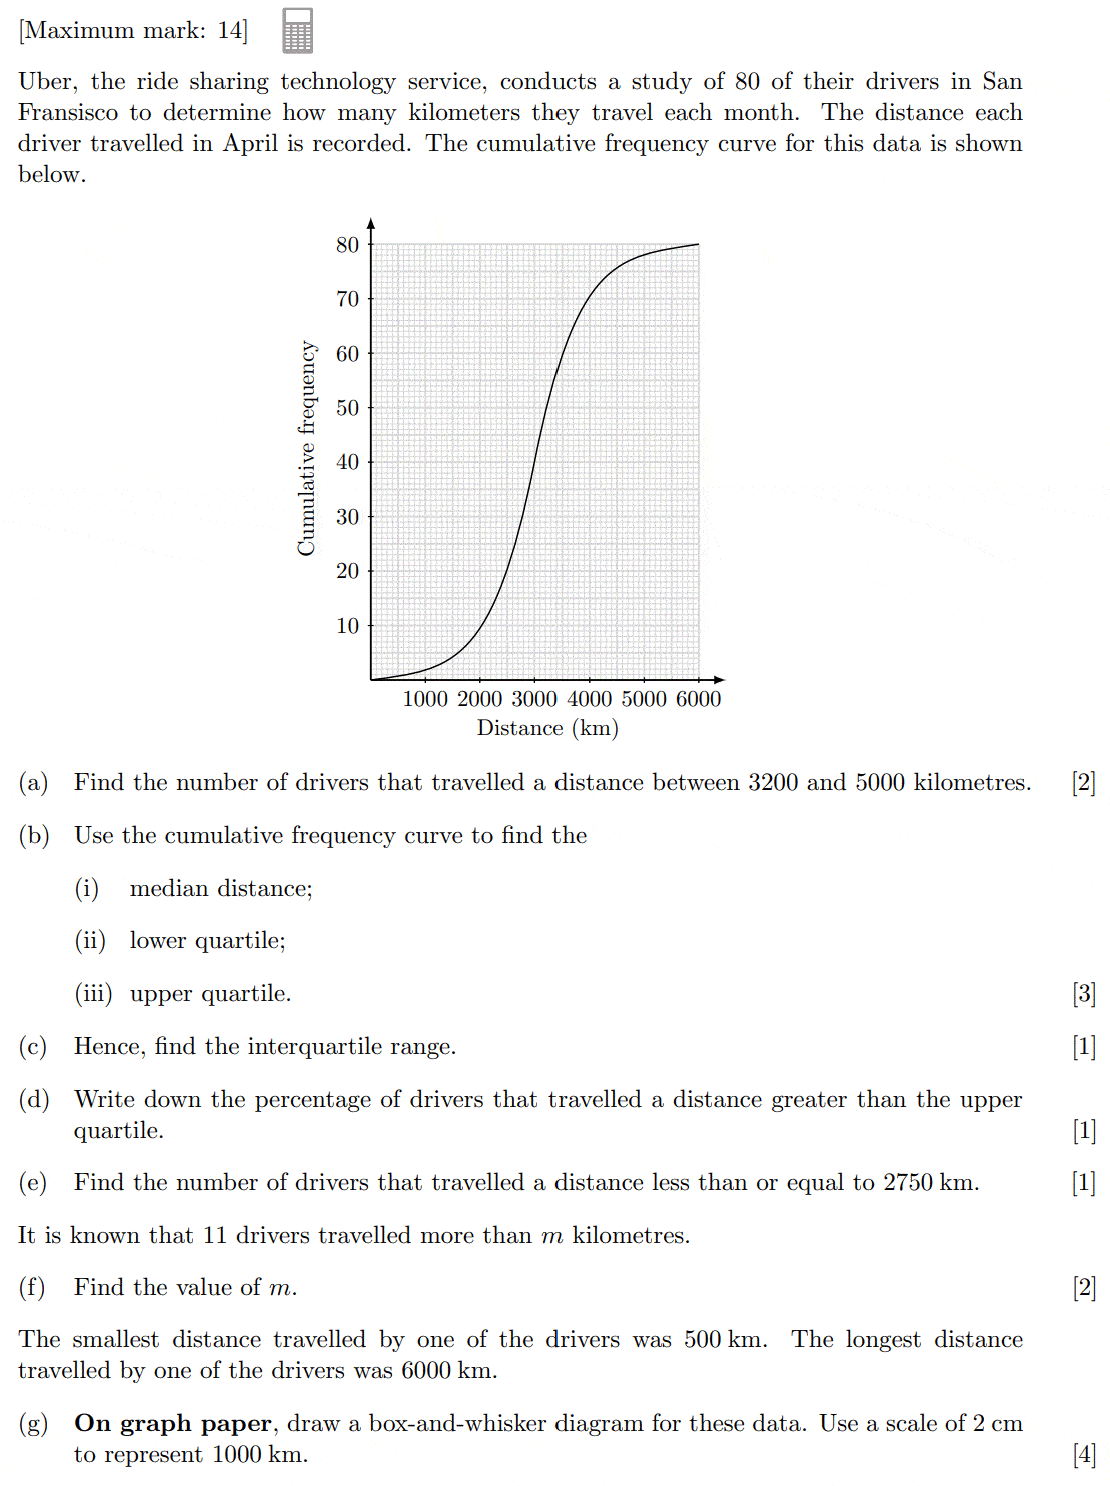 [Maximum mark: 14]
Uber, the ride sharing technology service, conducts a study of 80 of their drivers in San
Fransisco to determine how many kilometers they travel each month. The distance each
driver travelled in April is recorded. The cumulative frequency curve for this data is shown
below.
80
70
60
50
40
30
20
10
Cumulative frequency
1000 2000 3000 4000 5000 6000
Distance (km)
(a) Find the number of drivers that travelled a distance between 3200 and 5000 kilometres. [2]
(b) Use the cumulative frequency curve to find the
(i) median distance;
(ii) lower quartile;
(iii) upper quartile. [3]
(c) Hence, find the interquartile range. [1]
(d) Write down the percentage of drivers that travelled a distance greater than the upper
quartile. [1]
(e) Find the number of drivers that travelled a distance less than or equal to 2750 km. [1]
It is known that 11 drivers travelled more than m kilometres.
(f) Find the value of m. [2]
The smallest distance travelled by one of the drivers was 500 km. The longest distance
travelled by one of the drivers was 6000 km.
(g) On graph paper, draw a box-and-whisker diagram for these data. Use a scale of 2 cm
to represent 1000 km. [4]